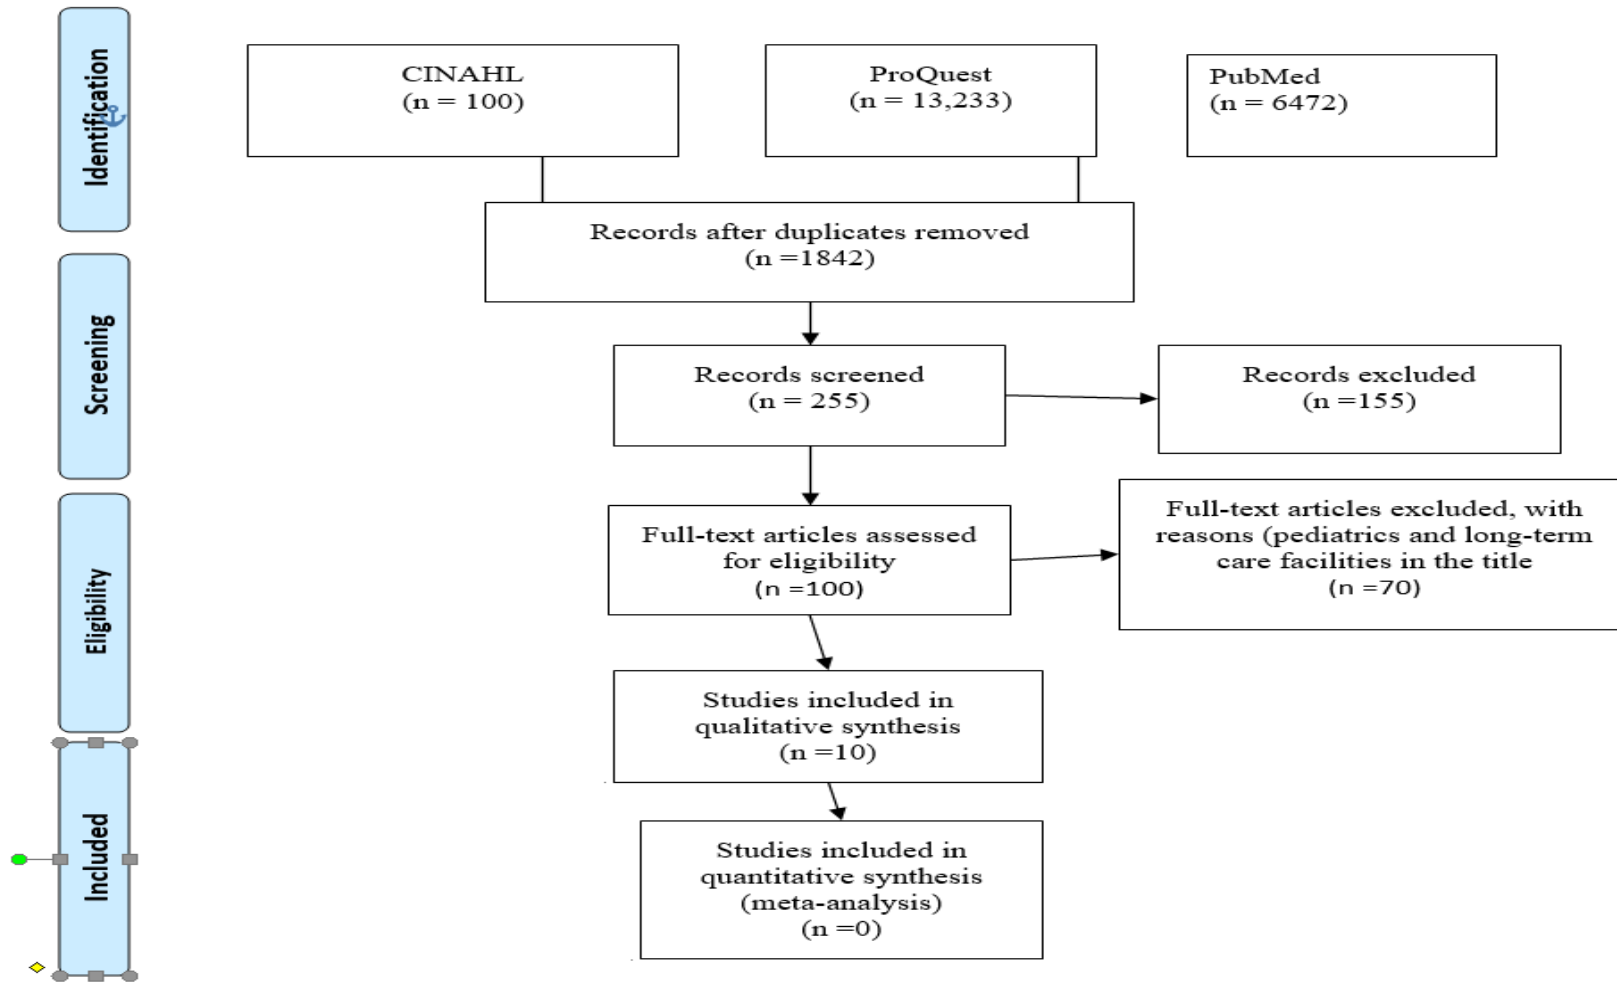 Identification
CINAHL
(n = 100)
ProQuest
(n = 13,233)
PubMed
(n = 6472)
Records after duplicates removed
(n =1842)
Screening
Records screened
(n = 255)
Records excluded
(n =155)
Eligibility
Full-text articles assessed
for eligibility
(n =100)
Full-text articles excluded, with
reasons (pediatrics and long-term
care facilities in the title
(n =70)
Studies included in
qualitative synthesis
(n =10)
Included
Studies included in
quantitative synthesis
(meta-analysis)
(n =0)